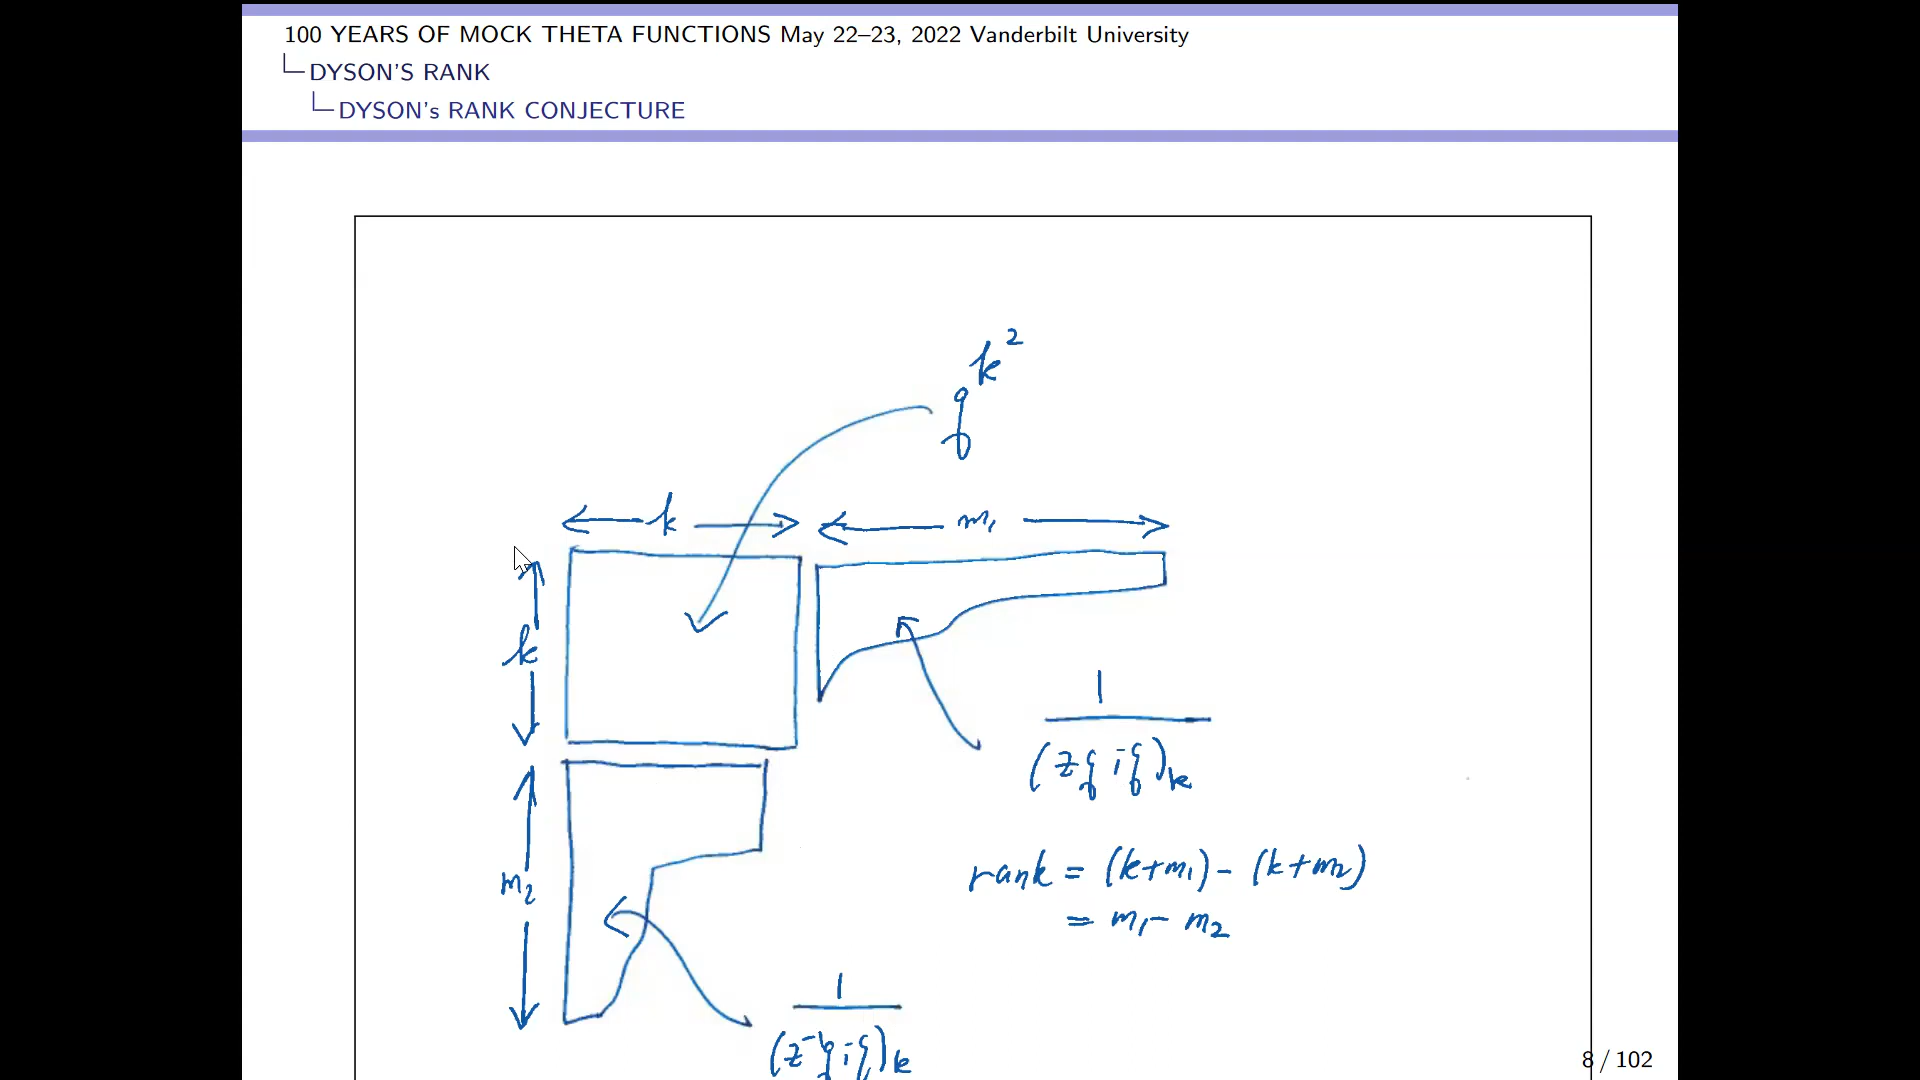 100 YEARS OF MOCK THETA FUNCTIONS May 22–23, 2022 Vanderbilt University
DYSON'S RANK
DYSON's RANK CONJECTURE
q^{k^2}
k
m_1
k
1
(zq;q)_k
rank = (k+m_1) - (k+m_2)
m_2
= m_1 - m_2
1
(z^{-1}q;q)_k
8 / 102